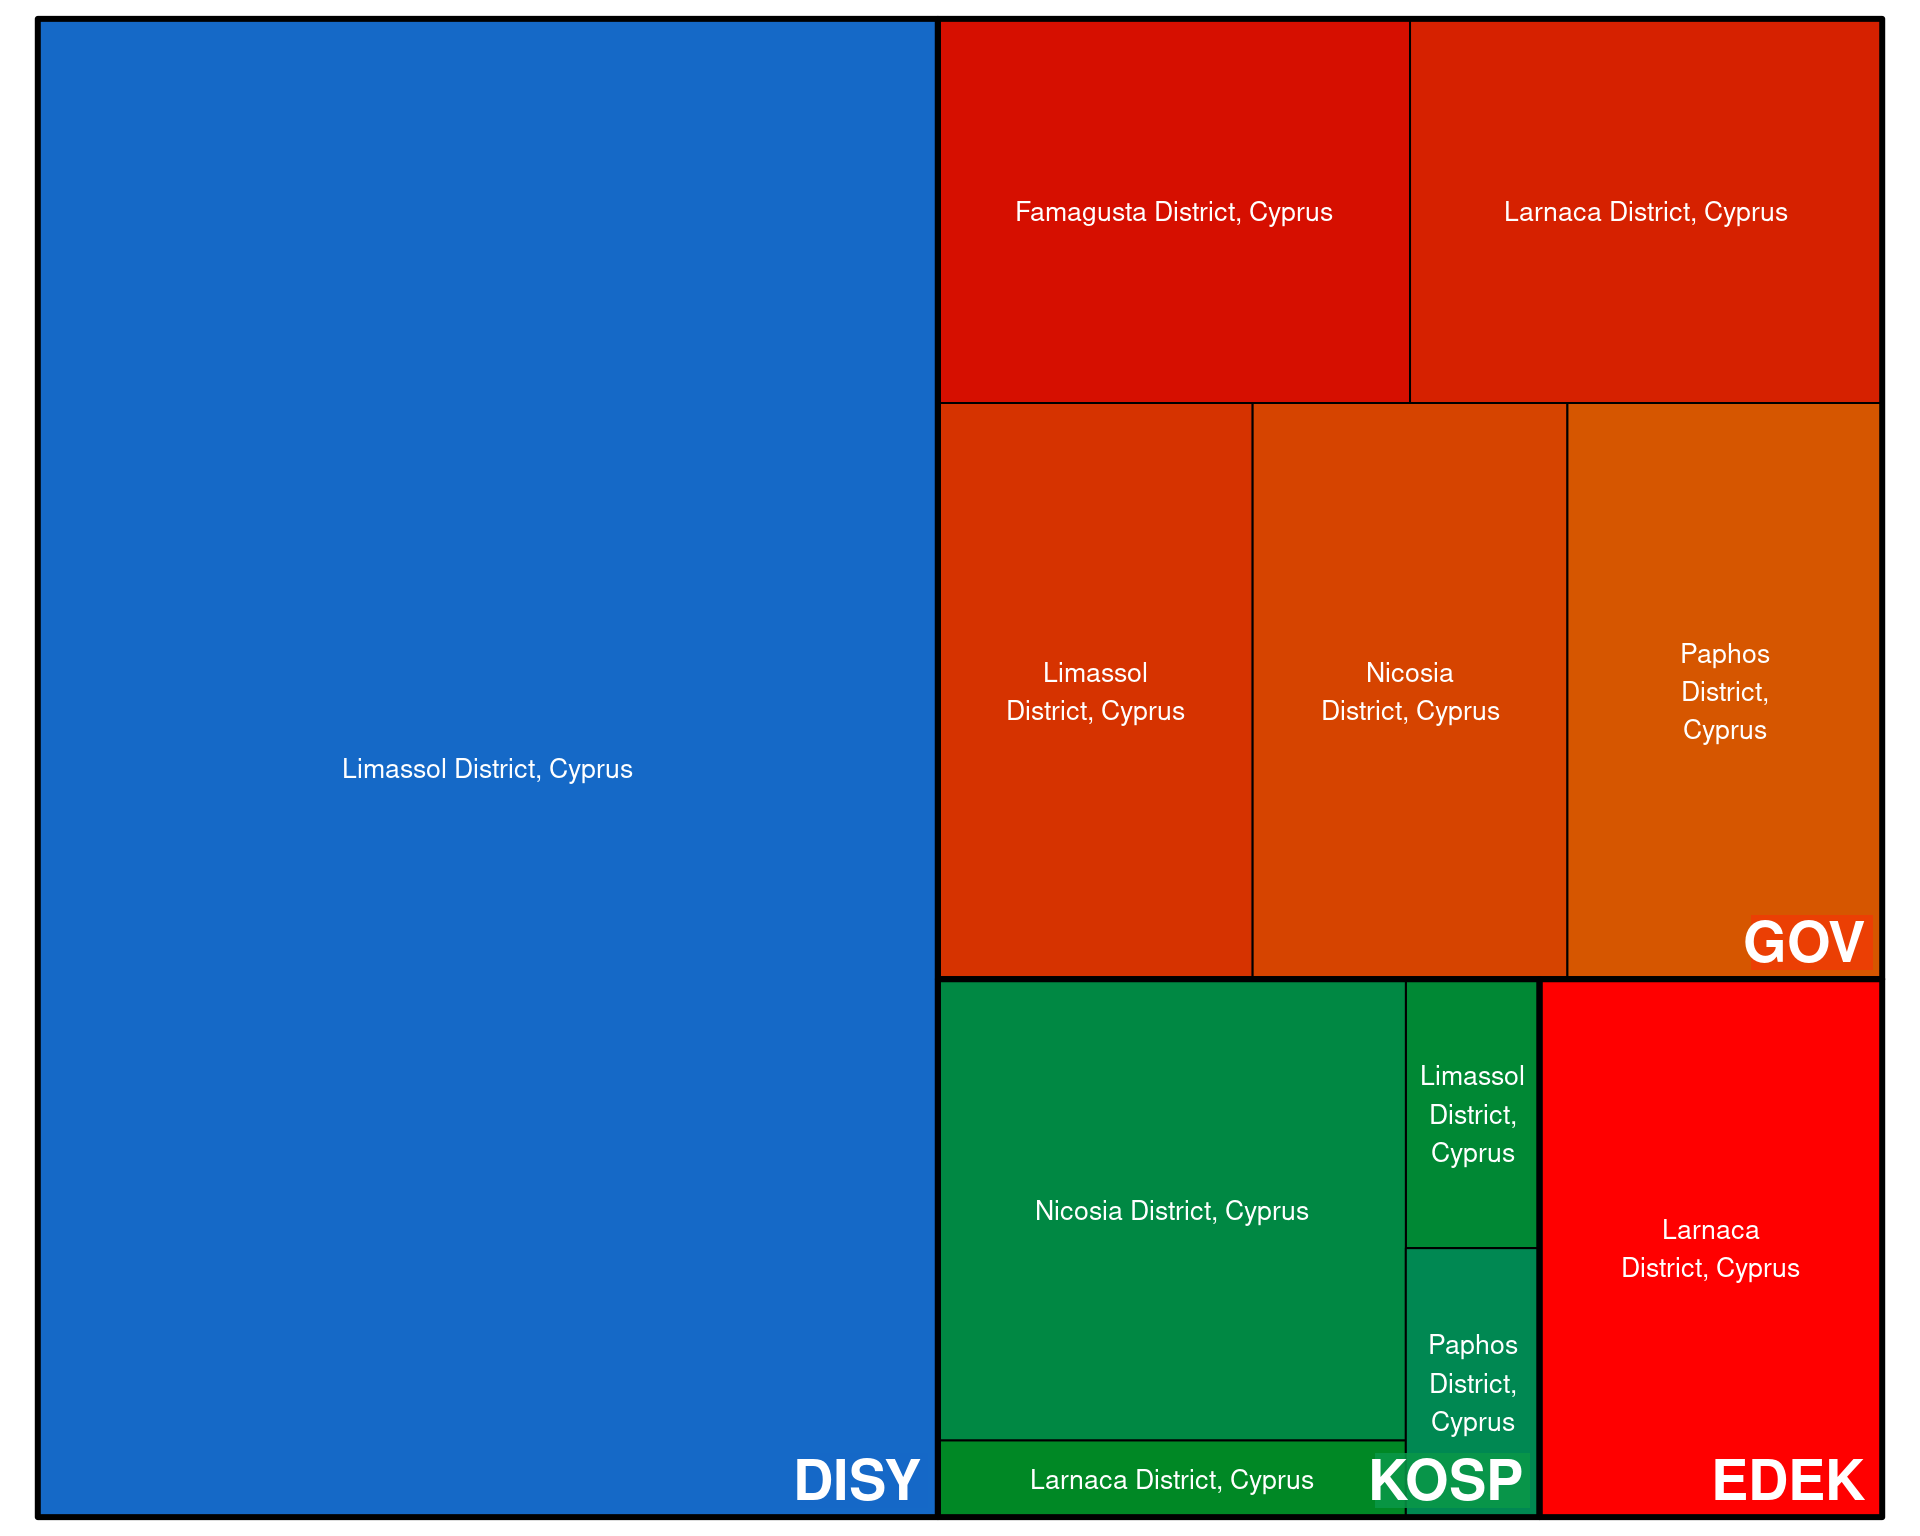 Famagusta District, Cyprus
Larnaca District, Cyprus
Limassol District, Cyprus
Limassol
District, Cyprus
Nicosia
District, Cyprus
Paphos
District,
Cyprus
GOV
Nicosia District, Cyprus
Limassol
District,
Cyprus
Paphos
District,
Cyprus
Larnaca District, Cyprus
Larnaca
District, Cyprus
DISY
KOSP
EDEK